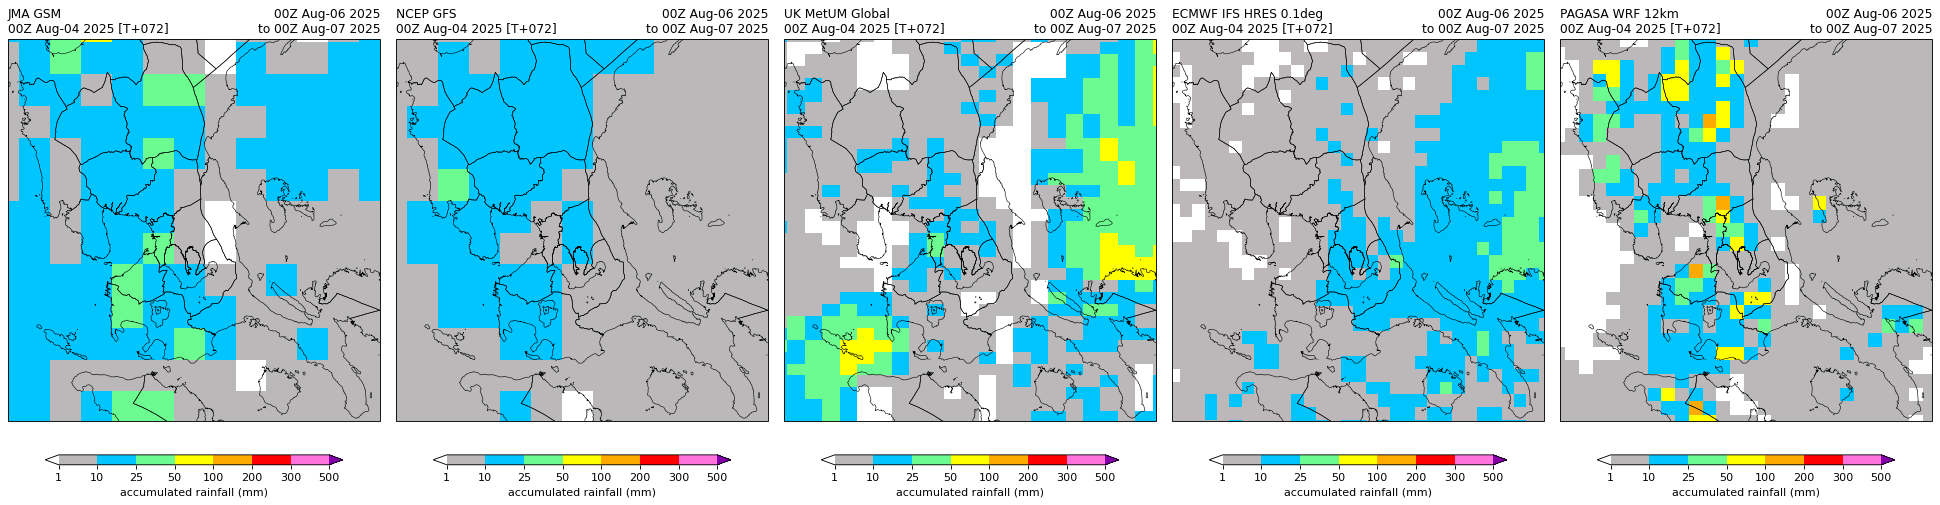 JMA GSM 00Z Aug-06 2025
00Z Aug-04 2025 [T+072] to 00Z Aug-07 2025
1 10 25 50 100 200 300 500
accumulated rainfall (mm)
NCEP GFS 00Z Aug-06 2025
00Z Aug-04 2025 [T+072] to 00Z Aug-07 2025
1 10 25 50 100 200 300 500
accumulated rainfall (mm)
UK MetUM Global 00Z Aug-06 2025
00Z Aug-04 2025 [T+072] to 00Z Aug-07 2025
1 10 25 50 100 200 300 500
accumulated rainfall (mm)
ECMWF IFS HRES 0.1deg 00Z Aug-06 2025
00Z Aug-04 2025 [T+072] to 00Z Aug-07 2025
1 10 25 50 100 200 300 500
accumulated rainfall (mm)
PAGASA WRF 12km 00Z Aug-06 2025
00Z Aug-04 2025 [T+072] to 00Z Aug-07 2025
1 10 25 50 100 200 300 500
accumulated rainfall (mm)